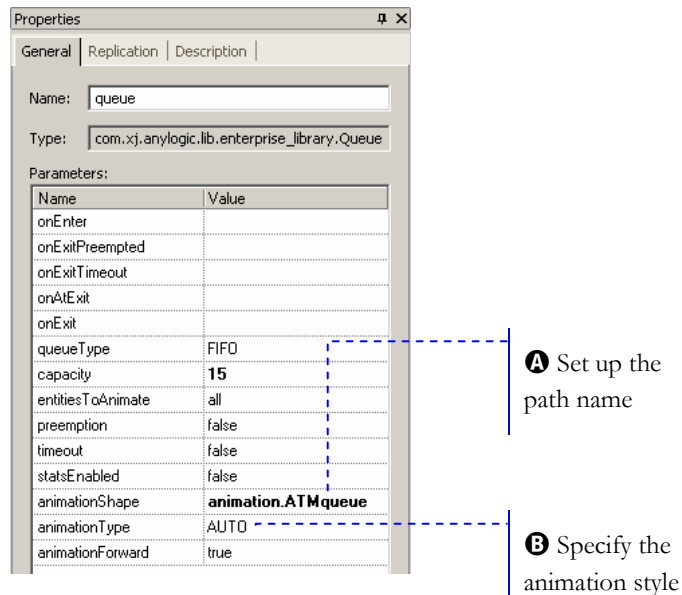 Properties
General Replication Description
Name: queue
Type: com.xj.anylogic.lib.enterprise_library.Queue
Parameters:
Name Value
onEnter
onExitPreempted
onExitTimeout
onAtExit
onExit
queueType FIFO
capacity 15
entitiesToAnimate all
preemption false
timeout false
statsEnabled false
animationShape animation.ATMqueue
animationType AUTO
animationForward true
A Set up the
path name
B Specify the
animation style